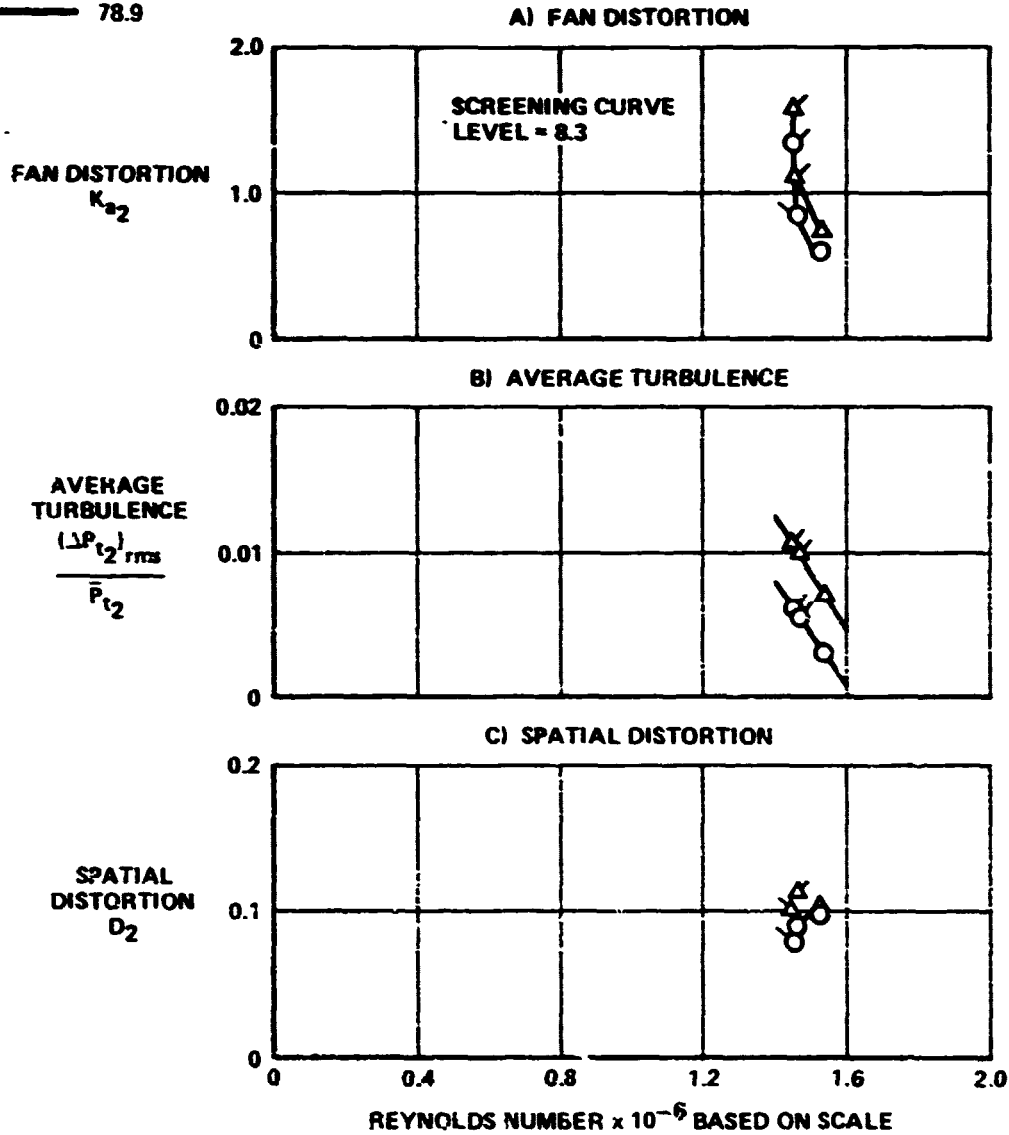 78.9
A) FAN DISTORTION
2.0
SCREENING CURVE
LEVEL = 8.3
FAN DISTORTION
Ka2
1.0
0
B) AVERAGE TURBULENCE
0.02
AVERAGE
TURBULENCE
(ΔPt2)rms
P̄t2
0.01
0
C) SPATIAL DISTORTION
0.2
SPATIAL
DISTORTION
D2
0.1
0
0 0.4 0.8 1.2 1.6 2.0
REYNOLDS NUMBER x 10⁻⁶ BASED ON SCALE